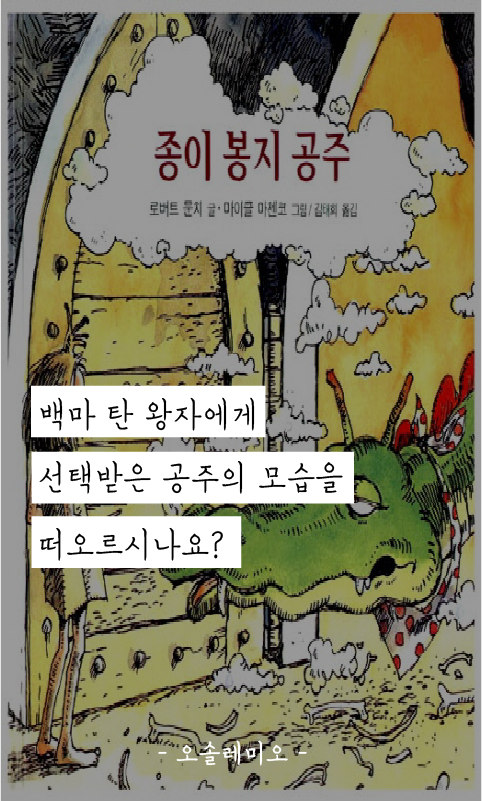 종이 봉지 공주
로버트 문치 글·마이클 마첸코 그림/김태희 옮김
백마 탄 왕자에게
선택받은 공주의 모습을
떠오르시나요?
- 오솔레미오 -